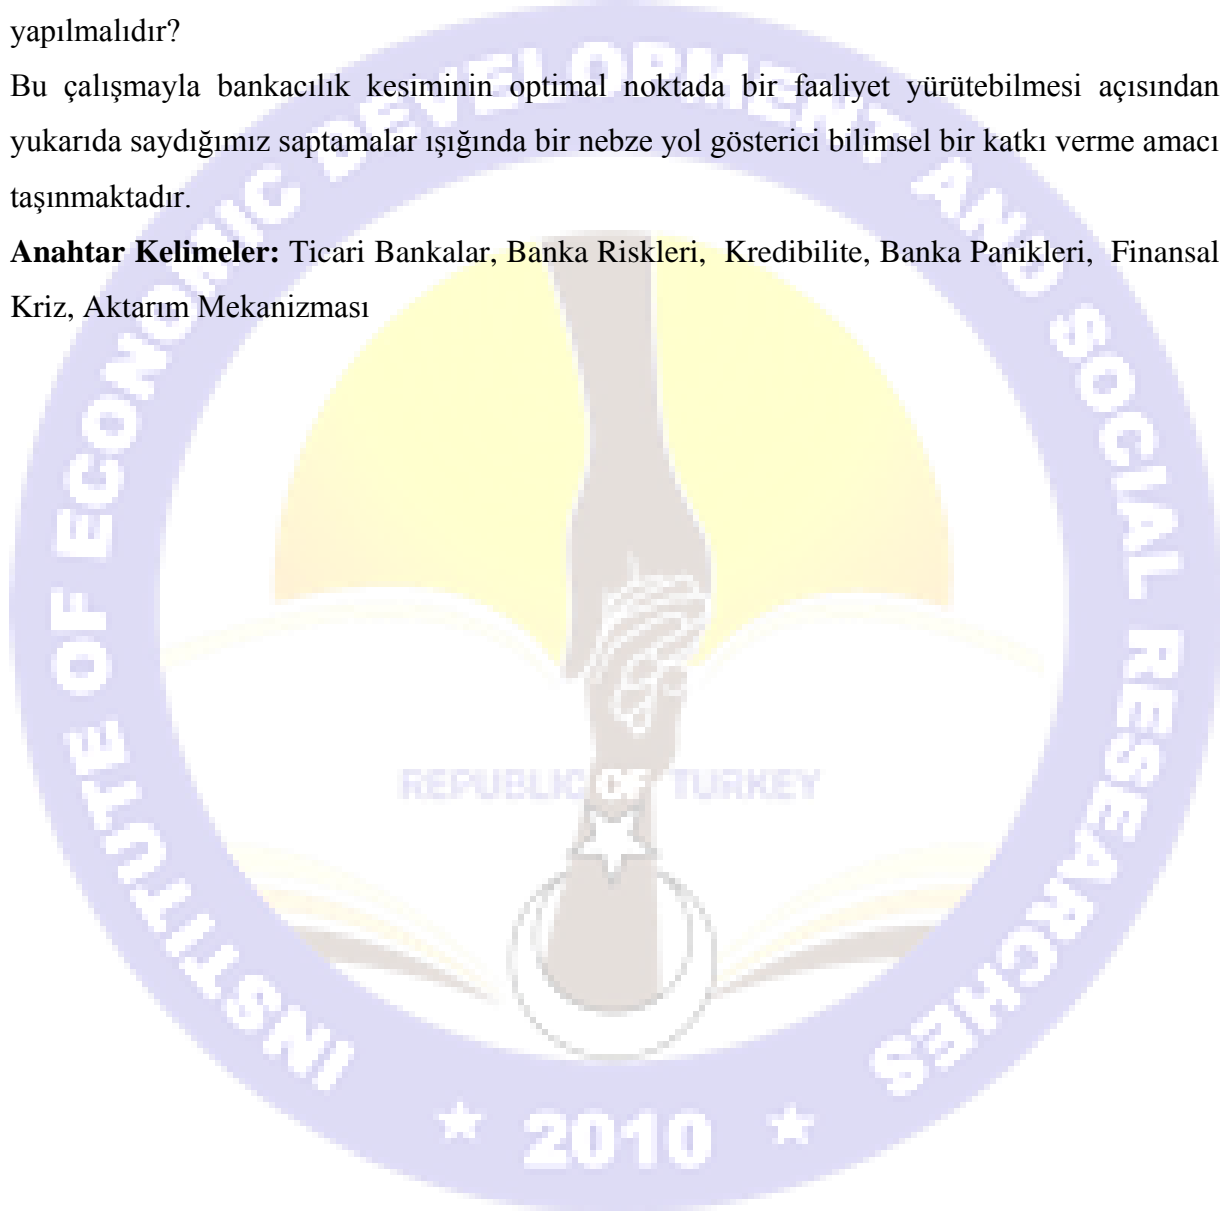 yapılmalıdır?
Bu çalışmayla bankacılık kesiminin optimal noktada bir faaliyet yürütebilmesi açısından
yukarıda saydığımız saptamalar ışığında bir nebze yol gösterici bilimsel bir katkı verme amacı
taşınmaktadır.
Anahtar Kelimeler: Ticari Bankalar, Banka Riskleri, Kredibilite, Banka Panikleri, Finansal
Kriz, Aktarım Mekanizması
INSTITUTE OF ECONOMIC DEVELOPMENT AND SOCIAL RESEARCHES
REPUBLIC OF TURKEY
* 2010 *